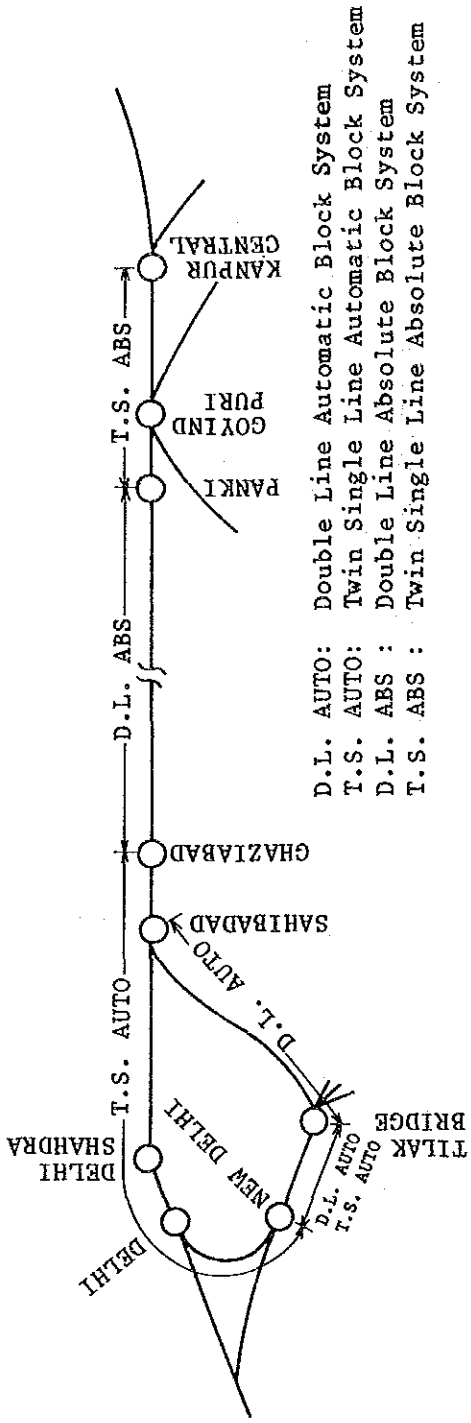 DELHI
DELHI
SHAHDRA
NEW DELHI
TILAK
BRIDGE
D.L. AUTO
T.S. AUTO
D.L. AUTO
T.S. AUTO
SAHIBADAD
GHAZIABAD
D.L. ABS
PANKI
GOVIND
PURI
T.S. ABS
KANPUR
CENTRAL
D.L. AUTO: Double Line Automatic Block System
T.S. AUTO: Twin Single Line Automatic Block System
D.L. ABS : Double Line Absolute Block System
T.S. ABS : Twin Single Line Absolute Block System